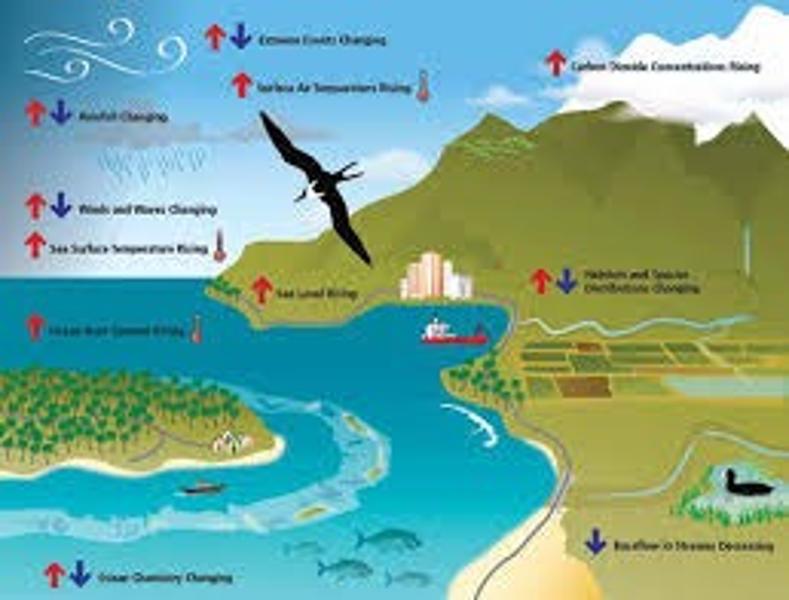 Extreme Events Changing
Carbon Dioxide Concentrations Rising
Surface Air Temperatures Rising
Rainfall Changing
Winds and Waves Changing
Sea Surface Temperature Rising
Sea Level Rising
Habitats and Species
Distributions Changing
Ocean Heat Content Rising
Baseflow in Streams Decreasing
Ocean Chemistry Changing